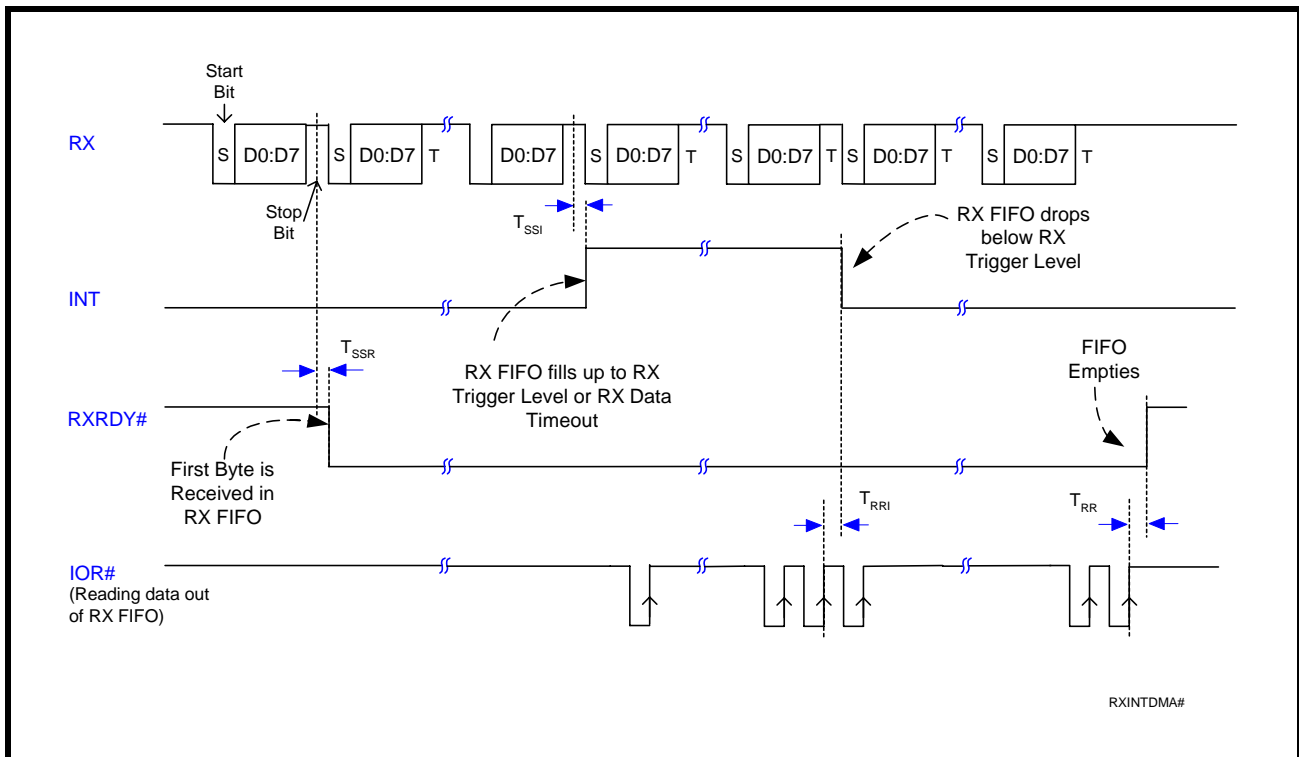 Start
Bit
RX
S D0:D7 S D0:D7 T D0:D7 S D0:D7 T S D0:D7 T S D0:D7 T S D0:D7 T
Stop
Bit
TSSI
RX FIFO drops
below RX
Trigger Level
INT
TSSR
RX FIFO fills up to RX
Trigger Level or RX Data
Timeout
FIFO
Empties
RXRDY#
First Byte is
Received in
RX FIFO
TRRI
TRR
IOR#
(Reading data out
of RX FIFO)
RXINTDMA#